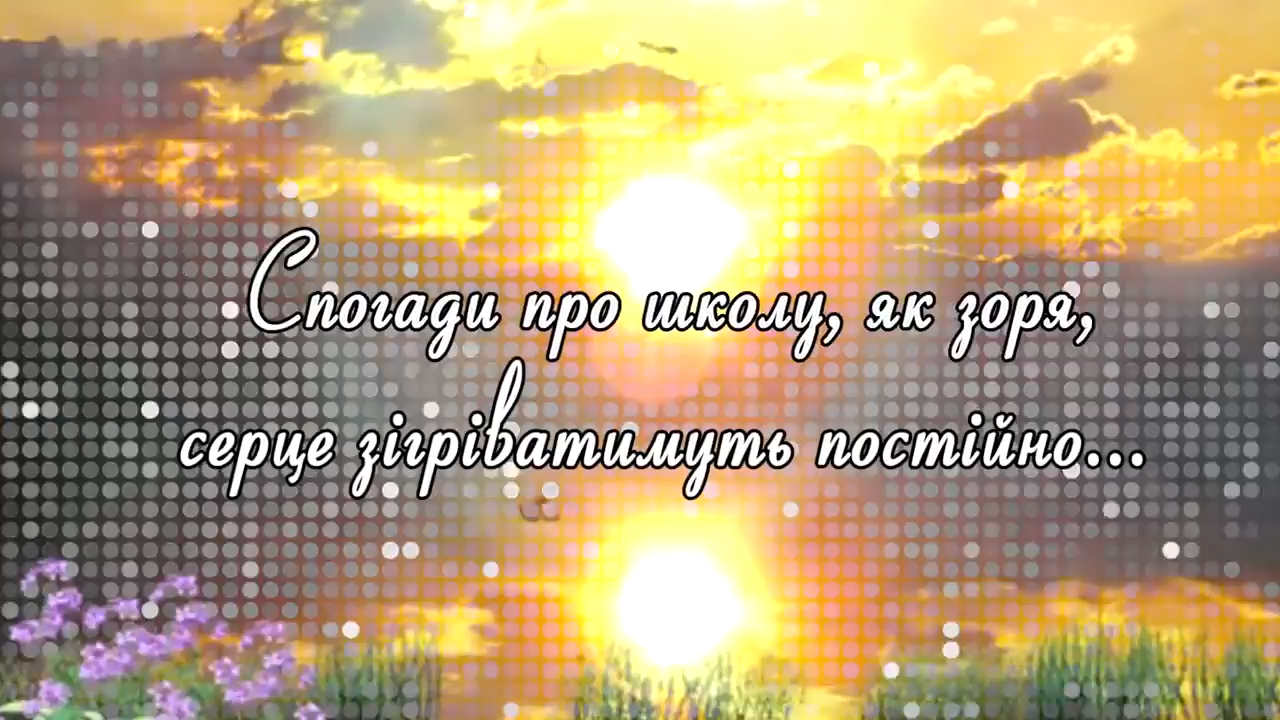 Спогади про школу, як зоря,
серце зігріватимуть постійно...